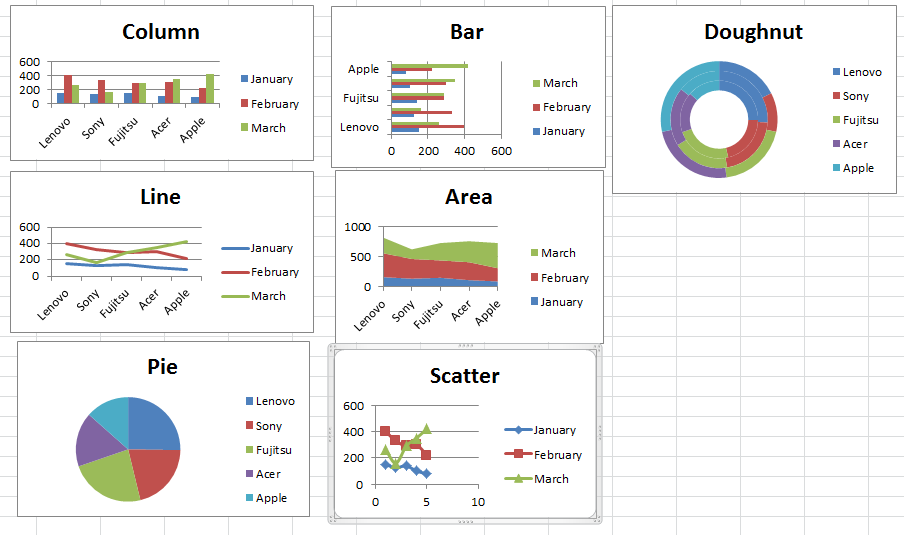 Column
600
400
200
0
Lenovo
Sony
Fujitsu
Acer
Apple
January
February
March
Bar
Apple
Fujitsu
Lenovo
0 200 400 600
March
February
January
Doughnut
Lenovo
Sony
Fujitsu
Acer
Apple
Line
600
400
200
0
Lenovo
Sony
Fujitsu
Acer
Apple
January
February
March
Area
1000
500
0
Lenovo
Sony
Fujitsu
Acer
Apple
March
February
January
Pie
Lenovo
Sony
Fujitsu
Acer
Apple
Scatter
600
400
200
0
0 5 10
January
February
March